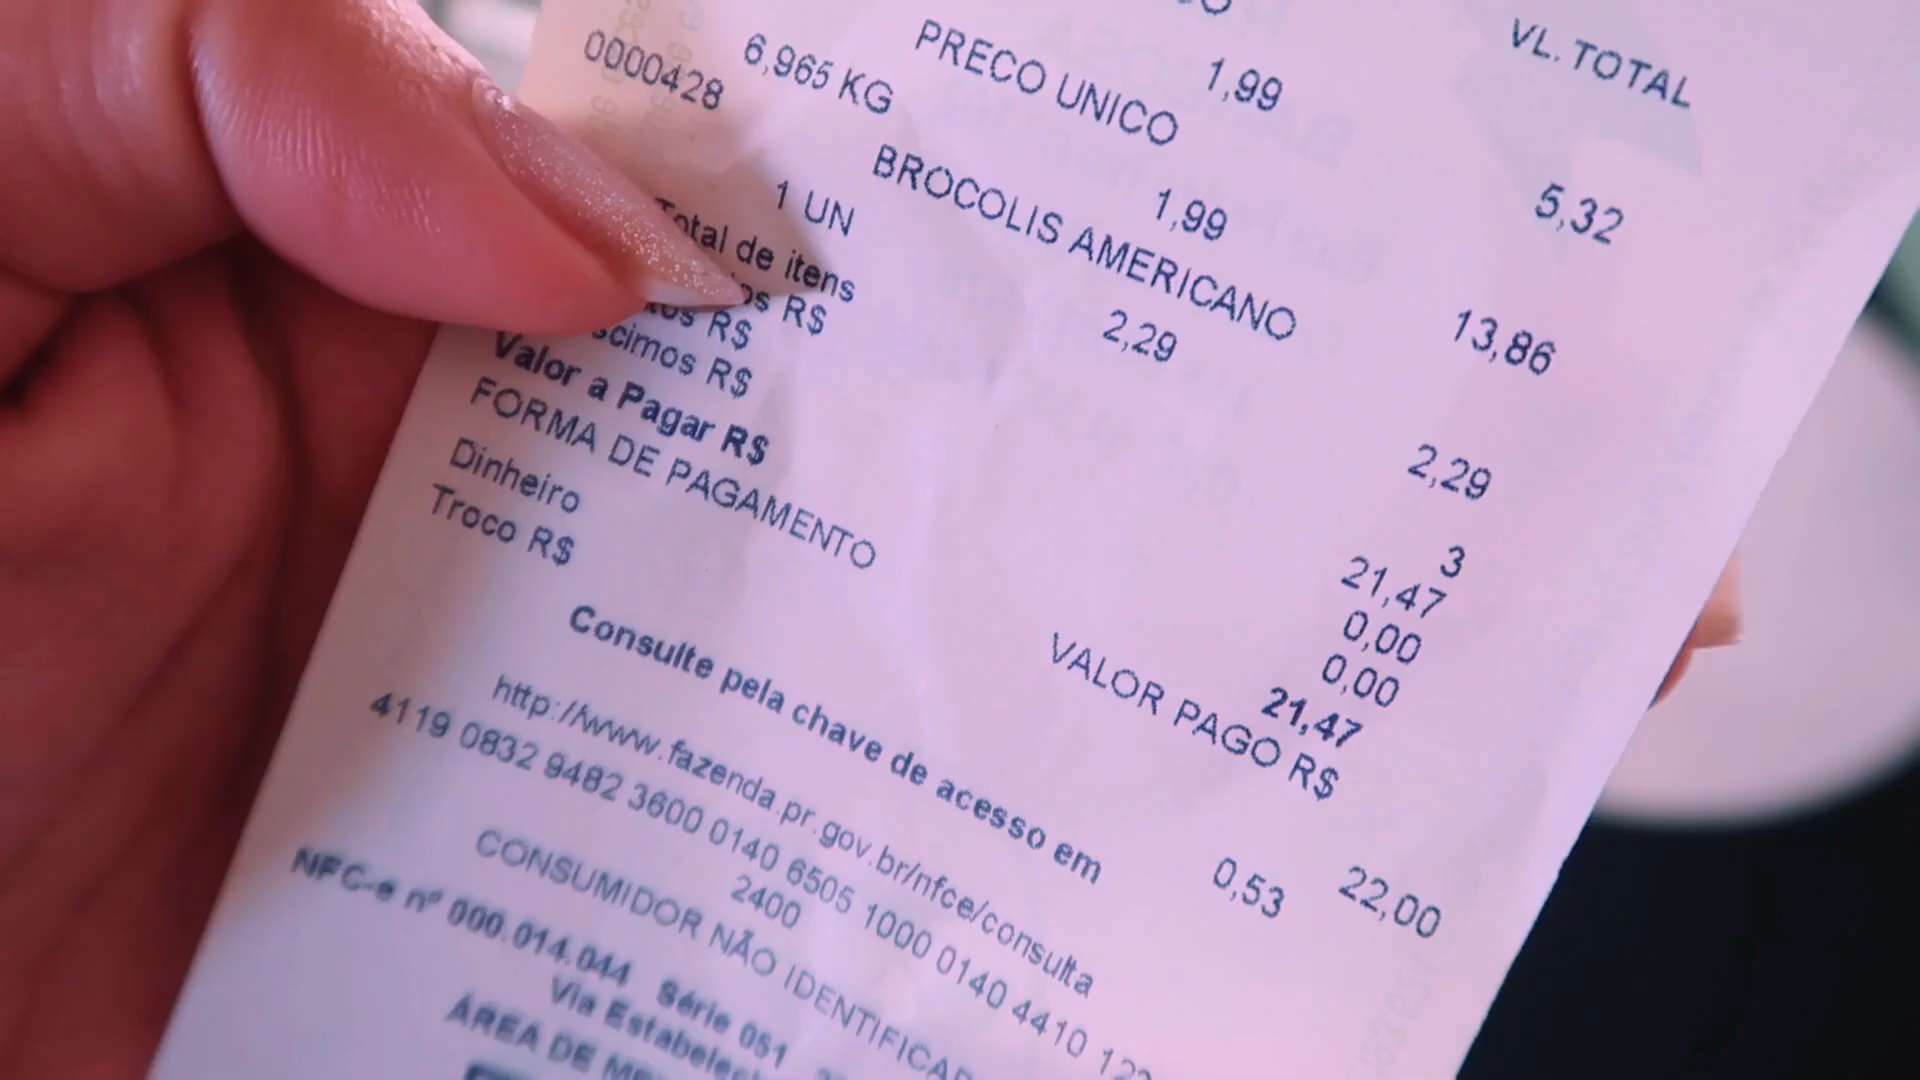 VL. TOTAL
1,99 5,32
0000428 PRECO UNICO
6,965 KG 1,99 13,86
BROCOLIS AMERICANO
1 UN 2,29 2,29
Total de itens 3
R$ 21,47
R$ 0,00
R$ 0,00
Valor a Pagar R$ 21,47
FORMA DE PAGAMENTO VALOR PAGO R$
Dinheiro 22,00
Troco R$ 0,53
Consulte pela chave de acesso em
http://www.fazenda.pr.gov.br/nfce/consulta
4119 0832 9482 3600 0140 6505 1000 0140 4410
2400
CONSUMIDOR NÃO
NFC-e nº 000.014.044 Série 051
Via
ÁREA DE